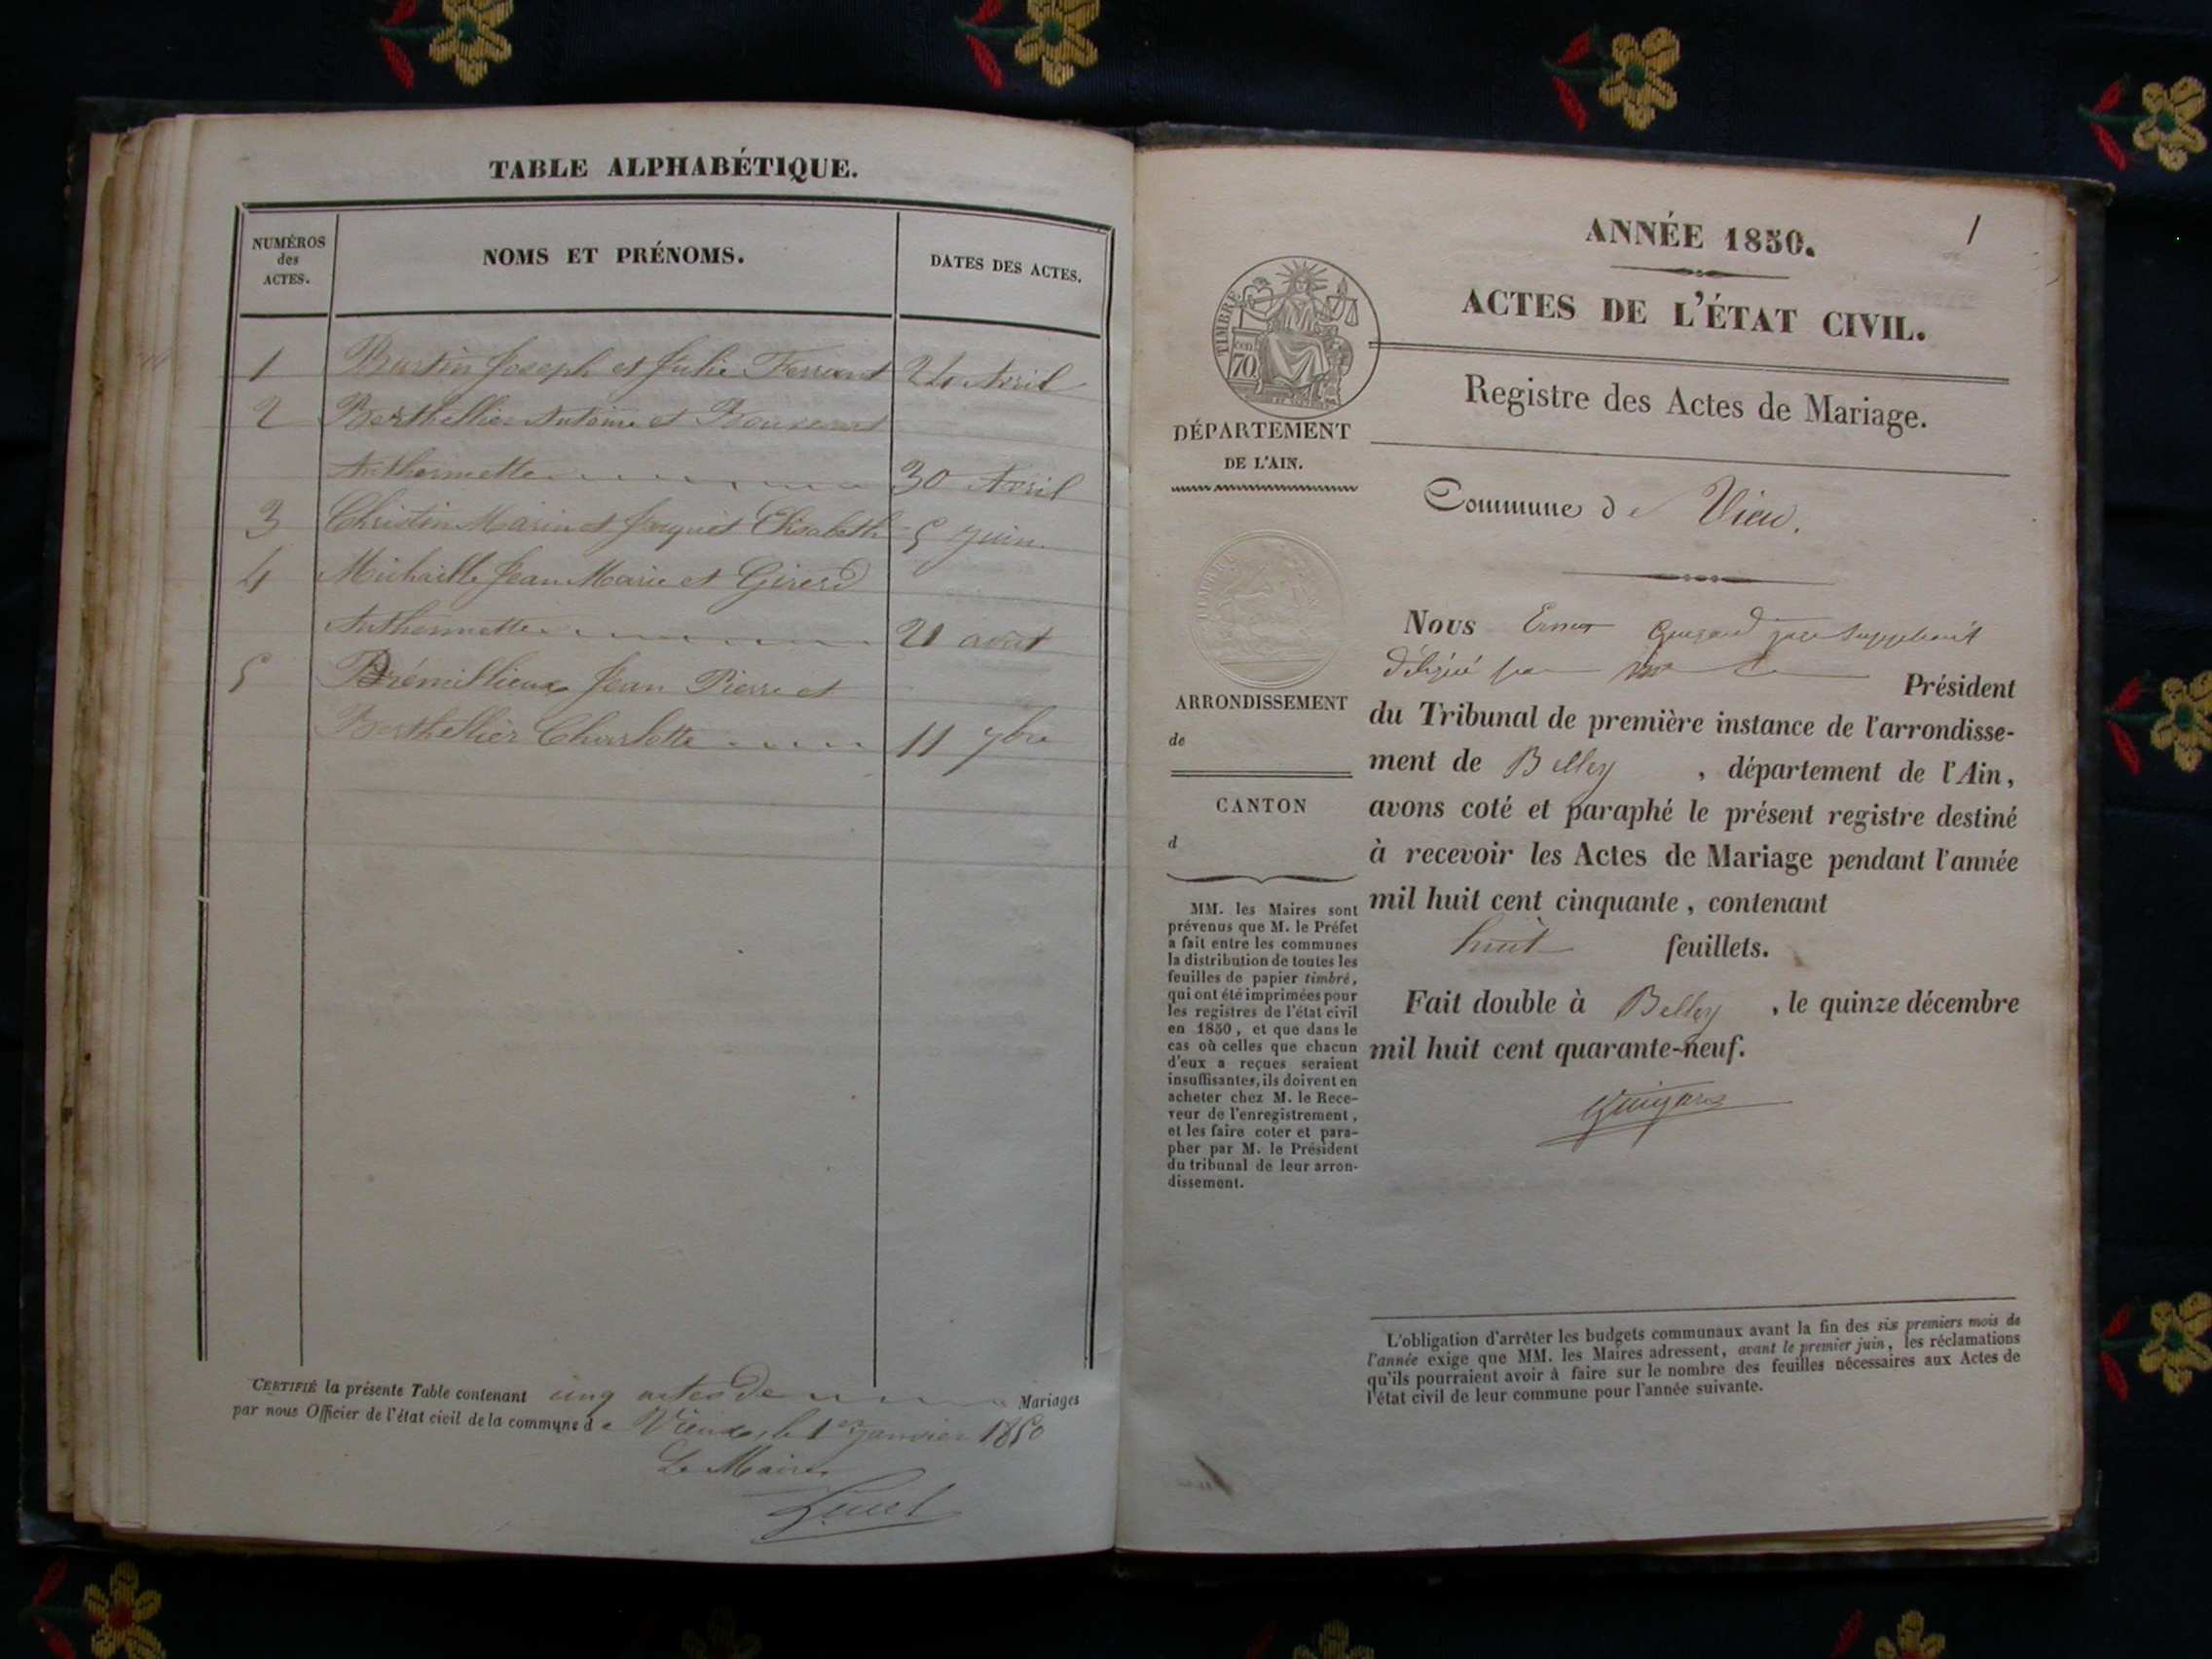 TABLE ALPHABÉTIQUE.
NUMÉROS
des
ACTES.
NOMS ET PRÉNOMS.
DATES DES ACTES.
1 Joseph et Julie 24 Avril
2 Berthellier Antoine et
Anthermette 30 Avril
3 Christin Marin et Jacquet Elisabeth 5 Juin
4 Michaille Jean Marie et Girerd
Anthermette 21 août
5 Brémillieux Jean Pierre et
Berthellier Charlotte 11 7bre
CERTIFIÉ la présente Table contenant cinq actes de Mariages
par nous Officier de l'état civil de la commune de Vieux, le 1er janvier 1850
Le Maire
ANNÉE 1850.
1
ACTES DE L'ÉTAT CIVIL.
Registre des Actes de Mariage.
TIMBRE
70
DÉPARTEMENT
DE L'AIN.
Commune de Vieu.
ARRONDISSEMENT
de
CANTON
d
MM. les Maires sont
prévenus que M. le Préfet
a fait entre les communes
la distribution de toutes les
feuilles de papier timbré,
qui ont été imprimées pour
les registres de l'état civil
en 1850, et que dans le
cas où celles que chacun
d'eux a reçues seraient
insuffisantes, ils doivent en
acheter chez M. le Rece-
veur de l'enregistrement,
et les faire coter et para-
pher par M. le Président
du tribunal de leur arron-
dissement.
Nous juge suppléant
délégué par Mr le Président
du Tribunal de première instance de l'arrondisse-
ment de Belley , département de l'Ain,
avons coté et paraphé le présent registre destiné
à recevoir les Actes de Mariage pendant l'année
mil huit cent cinquante, contenant
huit feuillets.
Fait double à Belley , le quinze décembre
mil huit cent quarante-neuf.
L'obligation d'arrêter les budgets communaux avant la fin des six premiers mois de
l'année exige que MM. les Maires adressent, avant le premier juin, les réclamations
qu'ils pourraient avoir à faire sur le nombre des feuilles nécessaires aux Actes de
l'état civil de leur commune pour l'année suivante.